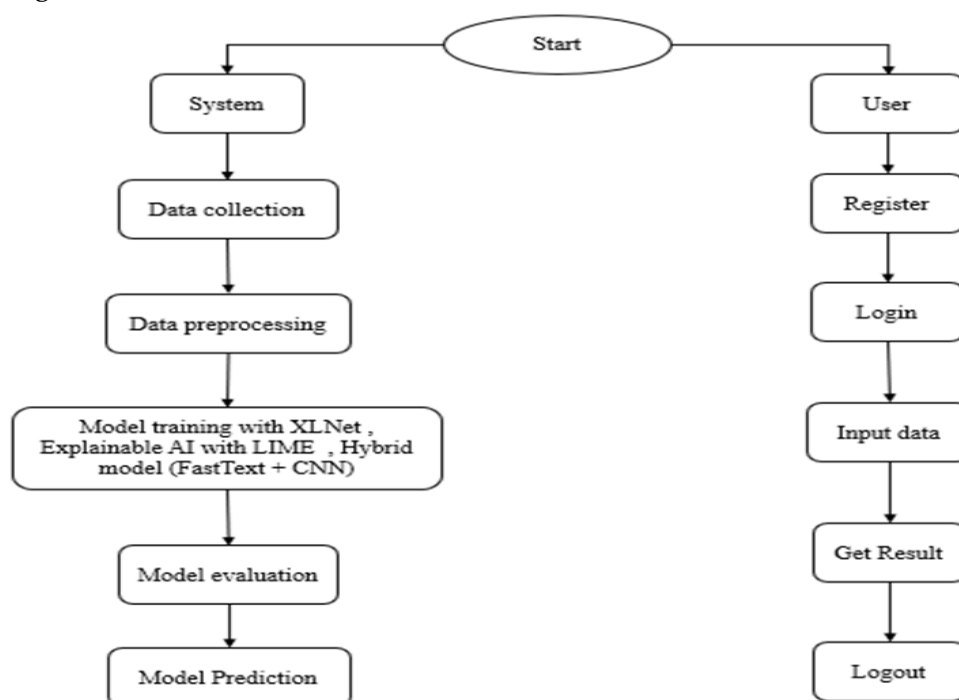 Start
System
Data collection
Data preprocessing
Model training with XLNet ,
Explainable AI with LIME , Hybrid
model (FastText + CNN)
Model evaluation
Model Prediction
User
Register
Login
Input data
Get Result
Logout